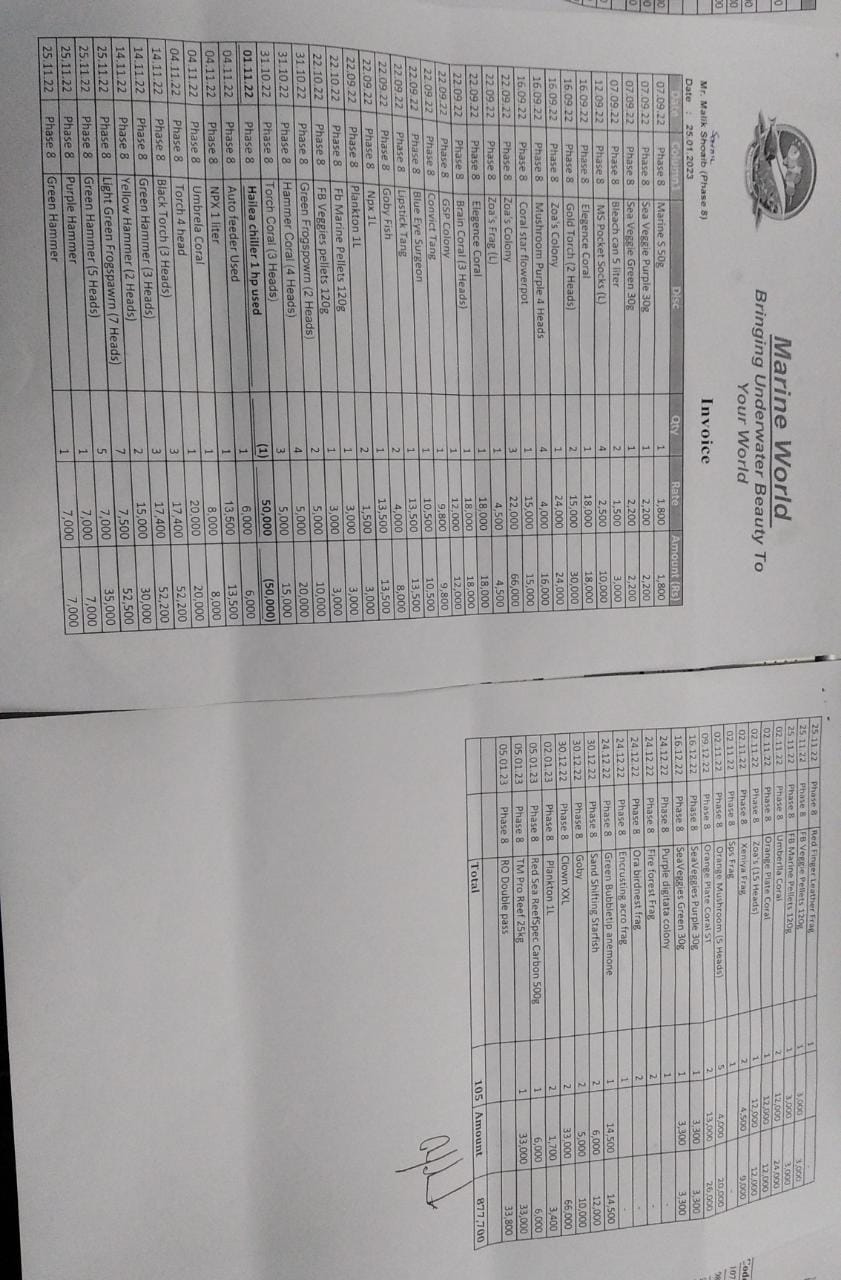 Marine World
Bringing Underwater Beauty To
Your World
Invoice
Mr. Malik Shoaib (Phase 8)
Date : 25.01.2023
Disc Qty Rate Amount (Rs)
07.09.22 Phase 8 Marine S 50g 1 1,800 1,800
07.09.22 Phase 8 Sea Veggie Purple 30g 1 2,200 2,200
07.09.22 Phase 8 Sea Veggie Green 30g 1 2,200 2,200
07.09.22 Phase 8 Bleach can 5 liter 2 1,500 3,000
12.09.22 Phase 8 MS Pocket Socks (L) 4 2,500 10,000
16.09.22 Phase 8 Elegence Coral 1 18,000 18,000
16.09.22 Phase 8 Gold Torch (2 Heads) 2 15,000 30,000
16.09.22 Phase 8 Zoa's Colony 1 24,000 24,000
16.09.22 Phase 8 Mushroom Purple 4 Heads 4 4,000 16,000
16.09.22 Phase 8 Coral star flowerpot 1 15,000 15,000
22.09.22 Phase 8 Zoa's Colony 3 22,000 66,000
22.09.22 Phase 8 Zoa's Frag (L) 1 4,500 4,500
22.09.22 Phase 8 Elegence Coral 1 18,000 18,000
22.09.22 Phase 8 Brain Coral (3 Heads) 1 18,000 18,000
22.09.22 Phase 8 GSP Colony 1 12,000 12,000
22.09.22 Phase 8 Convict Tang 1 9,800 9,800
22.09.22 Phase 8 Blue Eye Surgeon 1 10,500 10,500
22.09.22 Phase 8 Lipstick Tang 1 13,500 13,500
22.09.22 Phase 8 Goby Fish 2 4,000 8,000
22.09.22 Phase 8 Npx 1L 1 13,500 13,500
22.09.22 Phase 8 Plankton 1L 2 1,500 3,000
22.10.22 Phase 8 Fb Marine Pellets 120g 1 3,000 3,000
22.10.22 Phase 8 FB Veggies pellets 120g 1 3,000 3,000
31.10.22 Phase 8 Green Frogspown (2 Heads) 2 5,000 10,000
31.10.22 Phase 8 Hammer Coral (4 Heads) 4 5,000 20,000
31.10.22 Phase 8 Torch Coral (3 Heads) 3 5,000 15,000
01.11.22 Phase 8 Hailea chiller 1 hp used (1) 50,000 (50,000)
04.11.22 Phase 8 Auto feeder Used 1 6,000 6,000
04.11.22 Phase 8 NPX 1 liter 1 13,500 13,500
04.11.22 Phase 8 Umbrela Coral 1 8,000 8,000
04.11.22 Phase 8 Torch 4 head 1 20,000 20,000
14.11.22 Phase 8 Black Torch (3 Heads) 3 17,400 52,200
14.11.22 Phase 8 Green Hammer (3 Heads) 3 17,400 52,200
14.11.22 Phase 8 Yellow Hammer (2 Heads) 2 15,000 30,000
25.11.22 Phase 8 Light Green Frogspawm (7 Heads) 7 7,500 52,500
25.11.22 Phase 8 Green Hammer (5 Heads) 5 7,000 35,000
25.11.22 Phase 8 Purple Hammer 1 7,000 7,000
25.11.22 Phase 8 Green Hammer 1 7,000 7,000
25.11.22 Phase 8 Red Finger Leather Frag 1 -
25.11.22 Phase 8 FB Veggie Pellets 120g 1 3,000 3,000
25.11.22 Phase 8 FB Marine Pellets 120g 1 3,000 3,000
02.11.22 Phase 8 Umberlla Coral 2 12,000 24,000
02.11.22 Phase 8 Orange Plate Coral 1 12,000 12,000
02.11.22 Phase 8 Zoa's (15 Heads) 1 12,000 12,000
02.11.22 Phase 8 Xeniya Frag 2 4,500 9,000
02.11.22 Phase 8 Sps Frag 1 -
02.11.22 Phase 8 Orange Mushroom (5 Heads) 5 4,000 20,000
09.12.22 Phase 8 Orange Plate Coral ST 2 13,000 26,000
16.12.22 Phase 8 SeaVeggies Purple 30g 1 3,300 3,300
16.12.22 Phase 8 SeaVeggies Green 30g 1 3,300 3,300
24.12.22 Phase 8 Purple digitata colony 1 -
24.12.22 Phase 8 Fire forest Frag 2 -
24.12.22 Phase 8 Ora birdnest frag 2 -
24.12.22 Phase 8 Encrusting acro frag 1 -
24.12.22 Phase 8 Green Bubbletip anemone 1 14,500 14,500
30.12.22 Phase 8 Sand Shifting Starfish 2 6,000 12,000
30.12.22 Phase 8 Goby 2 5,000 10,000
30.12.22 Phase 8 Clown XXL 2 33,000 66,000
02.01.23 Phase 8 Plankton 1L 2 1,700 3,400
05.01.23 Phase 8 Red Sea ReefSpec Carbon 500g 1 6,000 6,000
05.01.23 Phase 8 TM Pro Reef 25kg 1 33,000 33,000
05.01.23 Phase 8 RO Double pass 33,800
Total 105 Amount 877,700